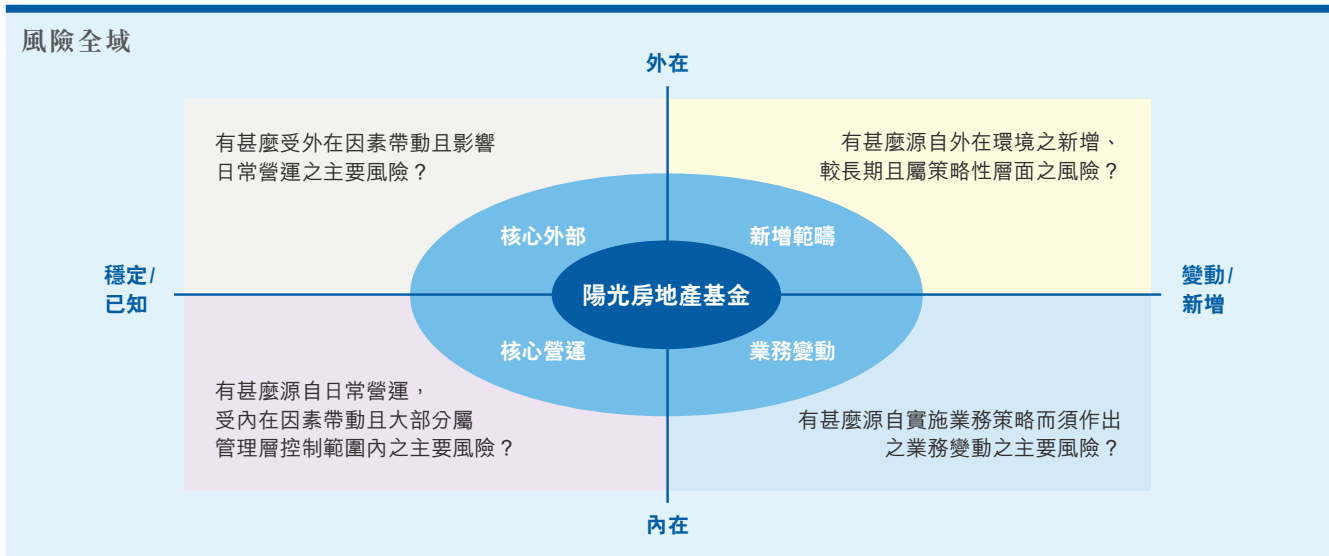 風險全域
外在
有甚麼受外在因素帶動且影響
日常營運之主要風險？
有甚麼源自外在環境之新增、
較長期且屬策略性層面之風險？
核心外部
新增範疇
穩定/
已知
陽光房地產基金
變動/
新增
核心營運
業務變動
有甚麼源自日常營運，
受內在因素帶動且大部分屬
管理層控制範圍內之主要風險？
有甚麼源自實施業務策略而須作出
之業務變動之主要風險？
內在